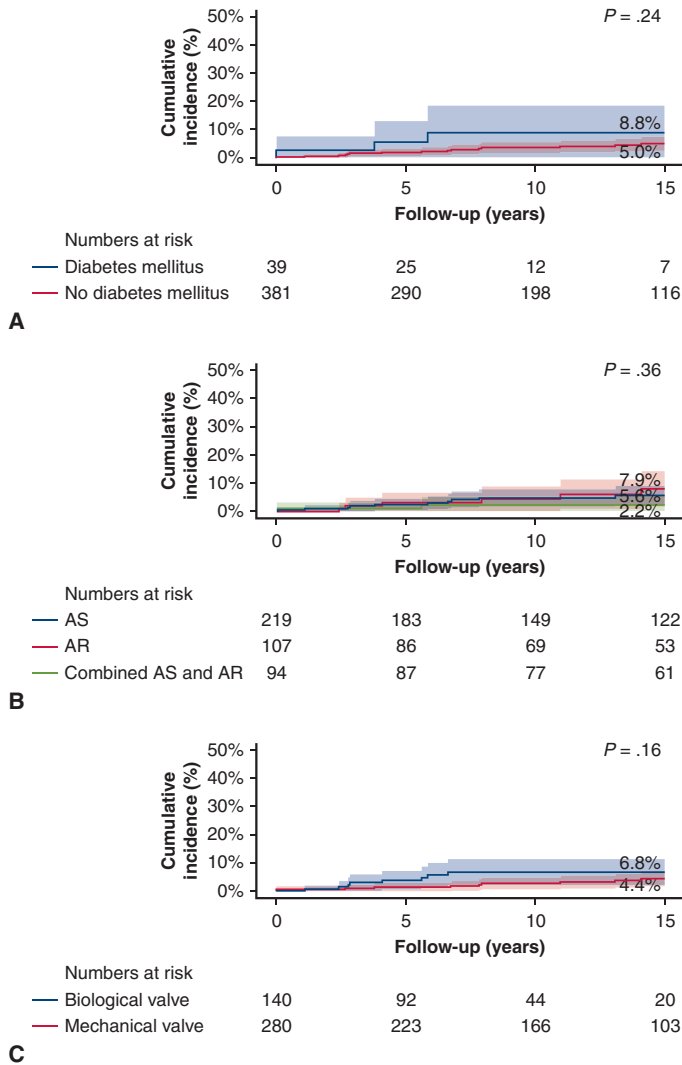 50%
P = .24
40%
30%
20%
10%
0%
Cumulative
incidence (%)
8.8%
5.0%
0 5 10 15
Follow-up (years)
Numbers at risk
Diabetes mellitus 39 25 12 7
No diabetes mellitus 381 290 198 116
A
50%
P = .36
40%
30%
20%
10%
0%
Cumulative
incidence (%)
7.9%
5.6%
2.2%
0 5 10 15
Follow-up (years)
Numbers at risk
AS 219 183 149 122
AR 107 86 69 53
Combined AS and AR 94 87 77 61
B
50%
P = .16
40%
30%
20%
10%
0%
Cumulative
incidence (%)
6.8%
4.4%
0 5 10 15
Follow-up (years)
Numbers at risk
Biological valve 140 92 44 20
Mechanical valve 280 223 166 103
C